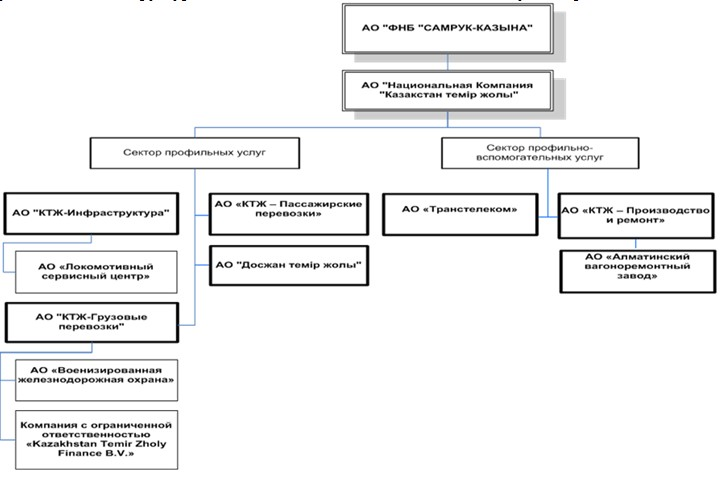 АО "ФНБ "САМРУК-КАЗЫНА"
АО "Национальная Компания
"Казахстан темір жолы"
Сектор профильных услуг
Сектор профильно-
вспомогательных услуг
АО "КТЖ-Инфраструктура"
АО «КТЖ – Пассажирские
перевозки»
АО «Транстелеком»
АО «КТЖ – Производство
и ремонт»
АО «Локомотивный
сервисный центр»
АО "Досжан темір жолы"
АО «Алматинский
вагоноремонтный
завод»
АО "КТЖ-Грузовые
перевозки"
АО «Военизированная
железнодорожная охрана»
Компания с ограниченной
ответственностью
«Kazakhstan Temir Zholy
Finance B.V.»